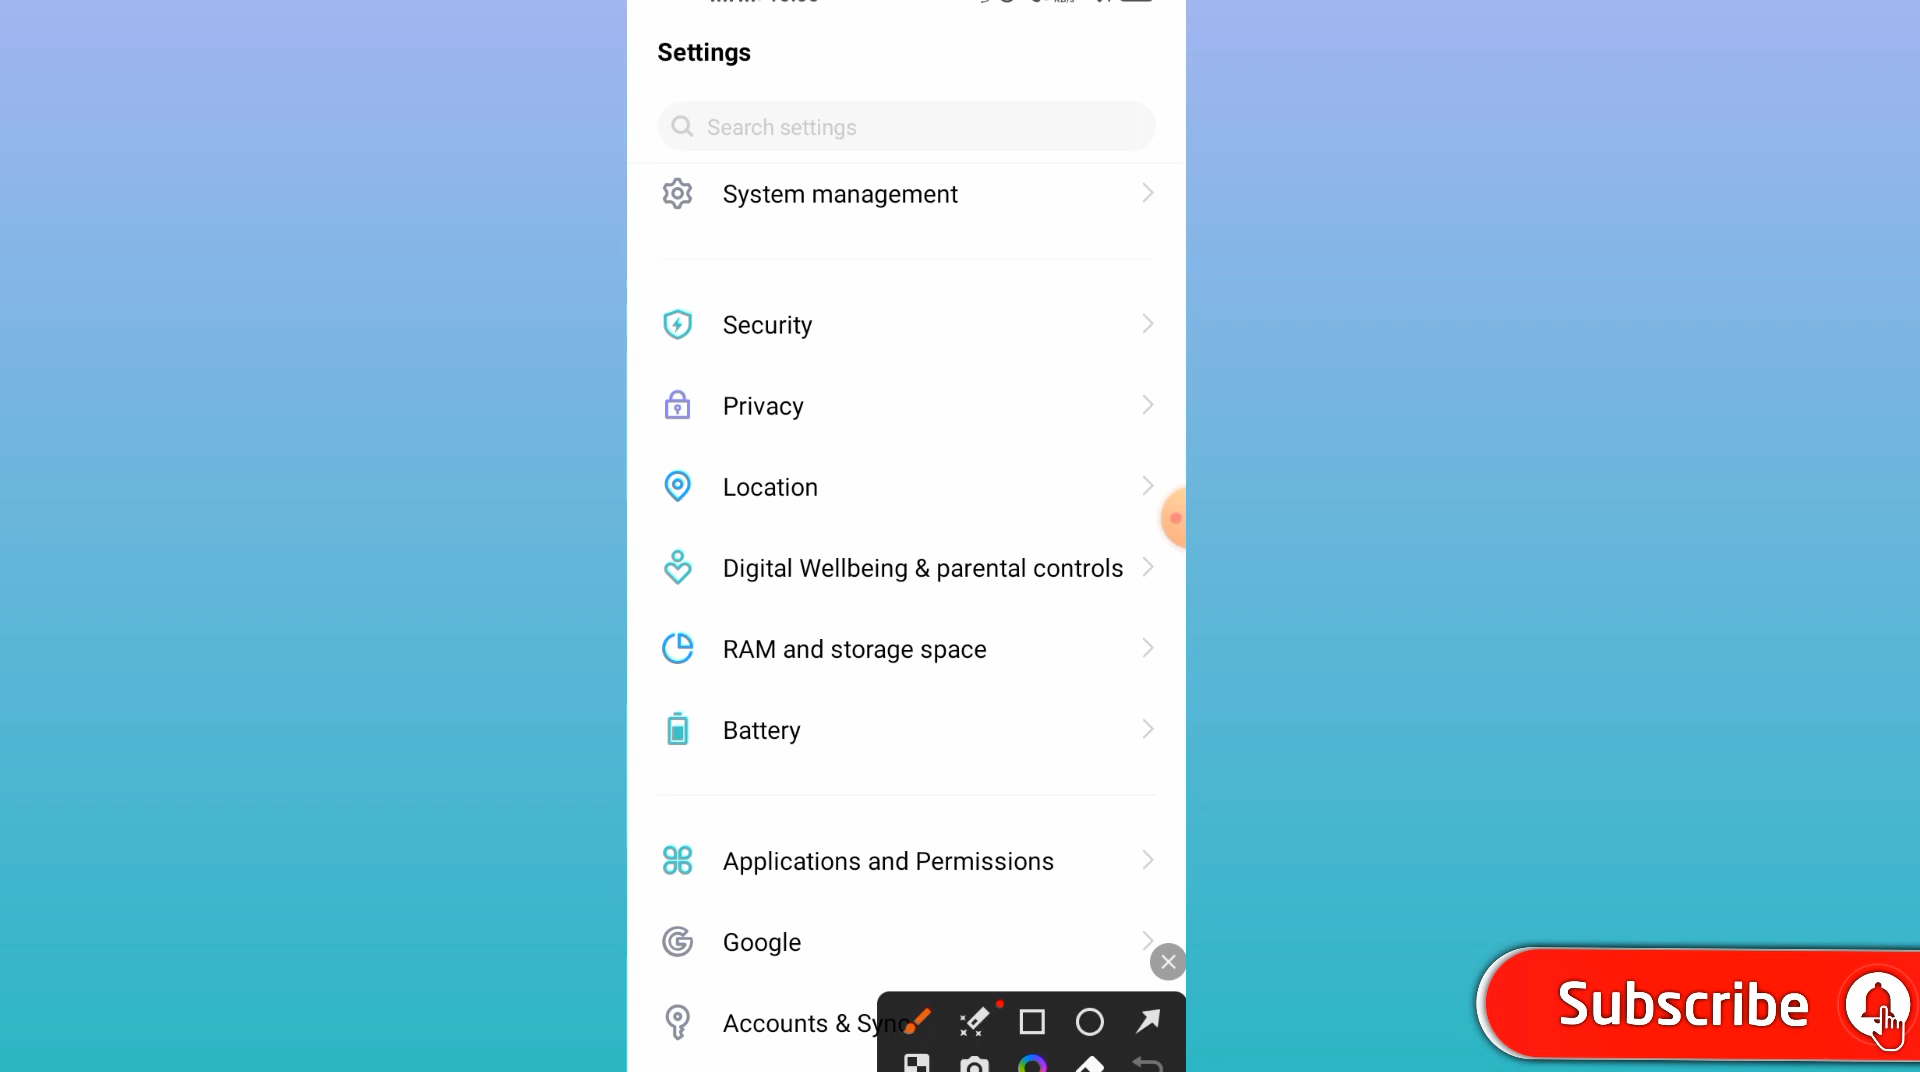 Settings
Search settings
System management
Security
Privacy
Location
Digital Wellbeing & parental controls
RAM and storage space
Battery
Applications and Permissions
Google
Accounts & Sync
Subscribe